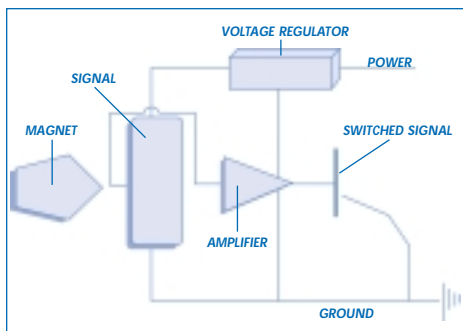 VOLTAGE REGULATOR
POWER
SIGNAL
MAGNET
SWITCHED SIGNAL
AMPLIFIER
GROUND